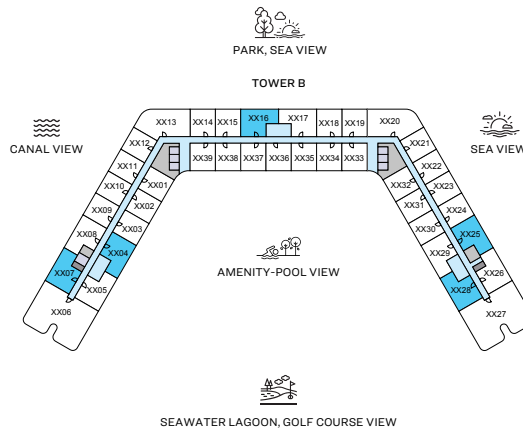 PARK, SEA VIEW
TOWER B
CANAL VIEW
SEA VIEW
XX13
XX14
XX15
XX16
XX17
XX18
XX19
XX20
XX12
XX39
XX38
XX37
XX36
XX35
XX34
XX33
XX21
XX11
XX01
XX32
XX22
XX10
XX02
XX31
XX23
XX09
XX03
XX30
XX24
XX08
XX04
XX29
XX25
XX07
XX05
XX28
XX26
XX06
XX27
AMENITY-POOL VIEW
SEAWATER LAGOON, GOLF COURSE VIEW